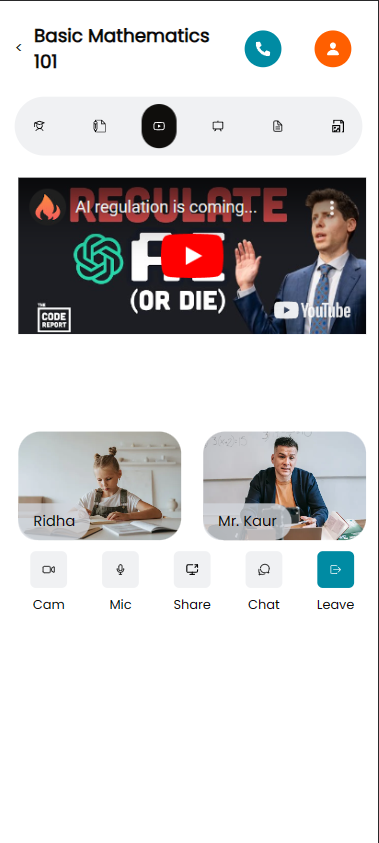 <
Basic Mathematics
101
REGULATE
AI regulation is coming...
AI
(OR DIE)
THE
CODE
REPORT
YouTube
Ridha
Mr. Kaur
Cam
Mic
Share
Chat
Leave